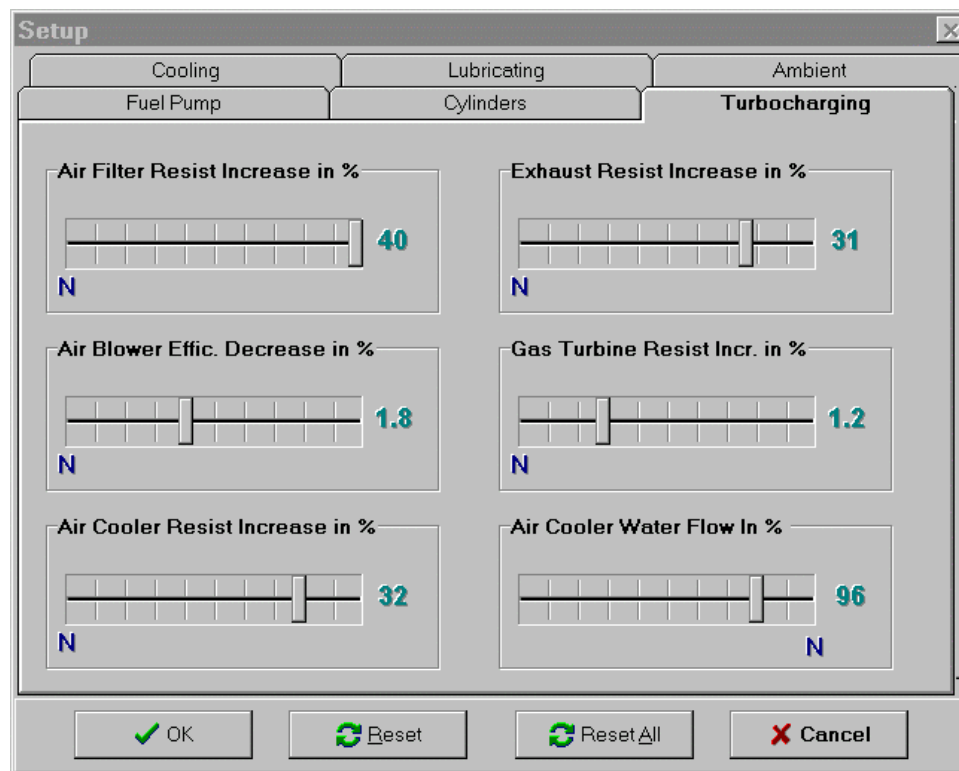 Setup
Cooling Lubricating Ambient
Fuel Pump Cylinders Turbocharging
Air Filter Resist Increase in % Exhaust Resist Increase in %
40 31
N N
Air Blower Effic. Decrease in % Gas Turbine Resist Incr. in %
1.8 1.2
N N
Air Cooler Resist Increase in % Air Cooler Water Flow In %
32 96
N N
OK Reset Reset All Cancel